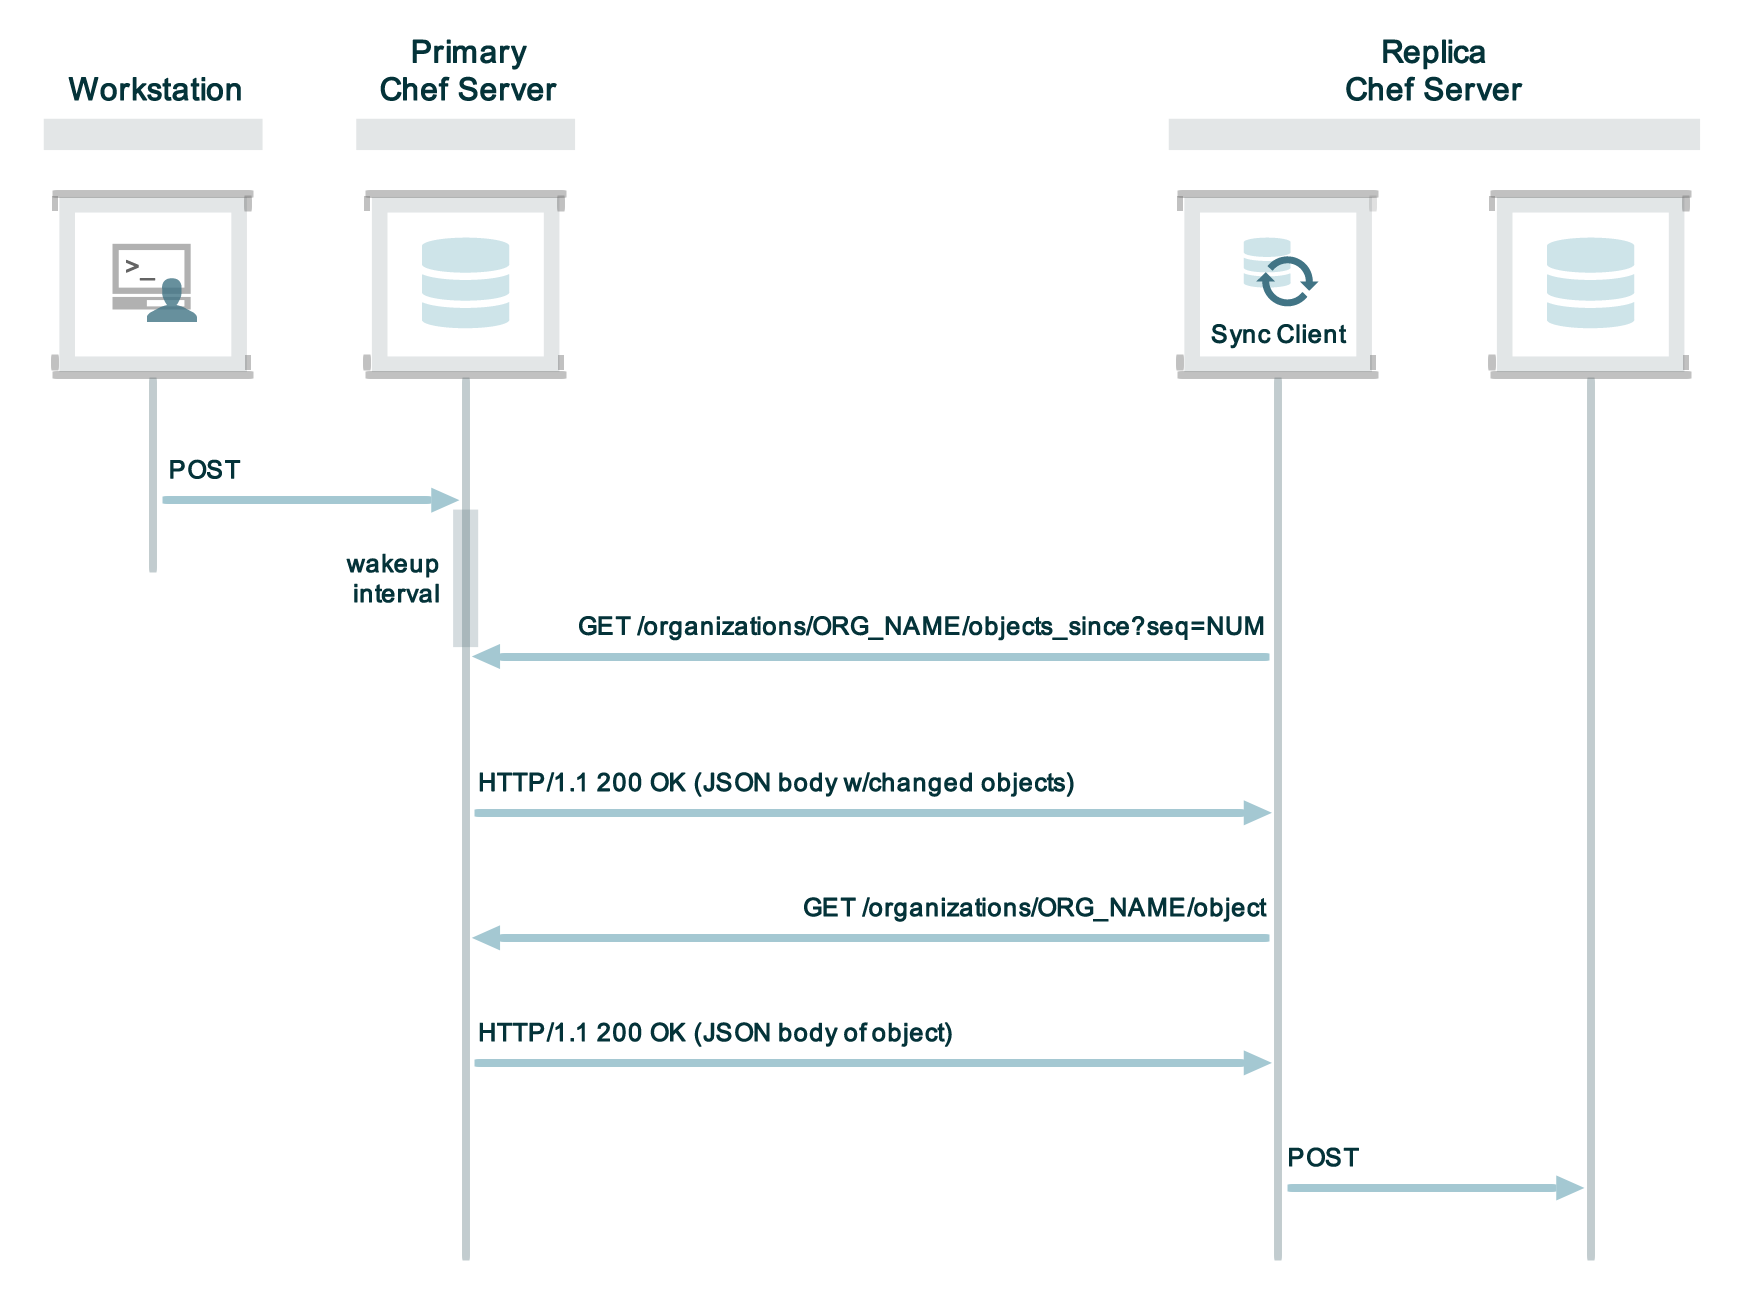 Workstation
Primary
Chef Server
Replica
Chef Server
>_
Sync Client
POST
wakeup
interval
GET /organizations/ORG_NAME/objects_since?seq=NUM
HTTP/1.1 200 OK (JSON body w/changed objects)
GET /organizations/ORG_NAME/object
HTTP/1.1 200 OK (JSON body of object)
POST